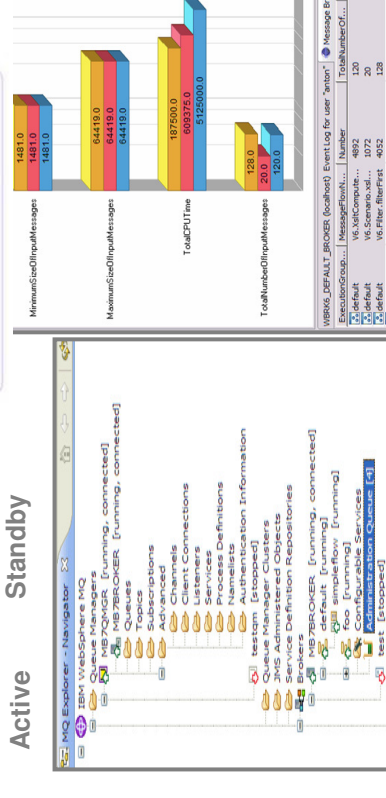 Active
Standby
MQ Explorer - Navigator
IBM WebSphere MQ
Queue Managers
MB7QMGR [running, connected]
MB7BROKER [running, connected]
Queues
Topics
Subscriptions
Advanced
Channels
Client Connections
Listeners
Services
Process Definitions
Namelists
Authentication Information
testqm [stopped]
Queue Manager Clusters
JMS Administered Objects
Service Definition Repositories
Brokers
MB7BROKER [running, connected]
default [running]
simpleflow [running]
foo [running]
Configurable Services
Administration Queue [4]
test [stopped]
MinimumSizeOfInputMessages
1481.0
1481.0
1481.0
MaximumSizeOfInputMessages
64419.0
64419.0
64419.0
TotalCPUTime
187500.0
609375.0
5125000.0
TotalNumberOfInputMessages
128.0
20.0
120.0
WBRK6_DEFAULT_BROKER (localhost) Event Log for user "anton" Message Br
ExecutionGroup... MessageFlowN... Number TotalNumberOf...
default V6.XsltCompute... 4892 120
default V6.Scenario.xsl... 1072 20
default V6.Filter.filterFirst 4052 128